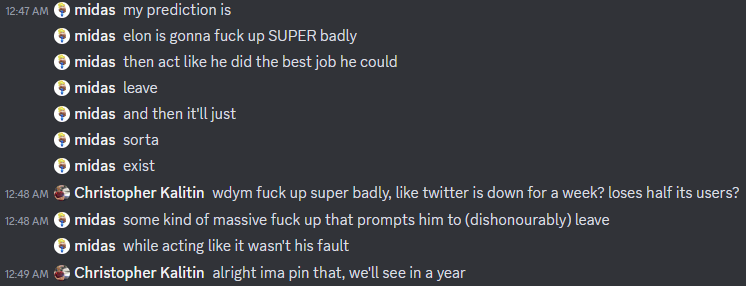 12:47 AM midas my prediction is
midas elon is gonna fuck up SUPER badly
midas then act like he did the best job he could
midas leave
midas and then it'll just
midas sorta
midas exist
12:48 AM Christopher Kalitin wdym fuck up super badly, like twitter is down for a week? loses half its users?
12:48 AM midas some kind of massive fuck up that prompts him to (dishonourably) leave
midas while acting like it wasn't his fault
12:49 AM Christopher Kalitin alright ima pin that, we'll see in a year